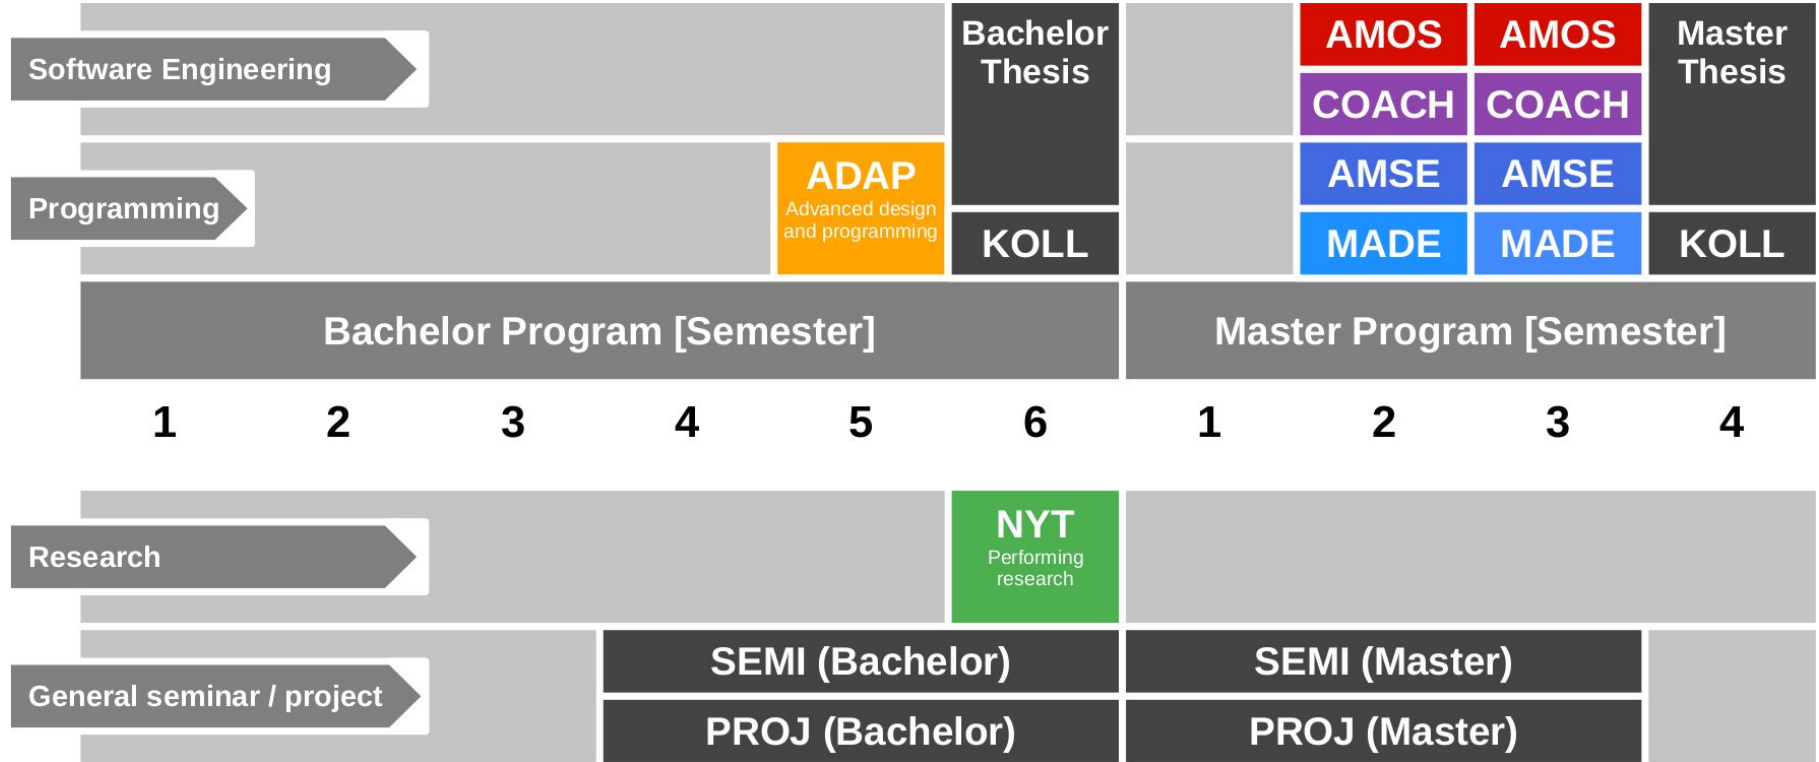 Software Engineering
Bachelor
Thesis
AMOS
AMOS
Master
Thesis
COACH
COACH
Programming
ADAP
Advanced design
and programming
AMSE
AMSE
KOLL
MADE
MADE
KOLL
Bachelor Program [Semester]
Master Program [Semester]
1 2 3 4 5 6 1 2 3 4
Research
NYT
Performing
research
General seminar / project
SEMI (Bachelor)
SEMI (Master)
PROJ (Bachelor)
PROJ (Master)